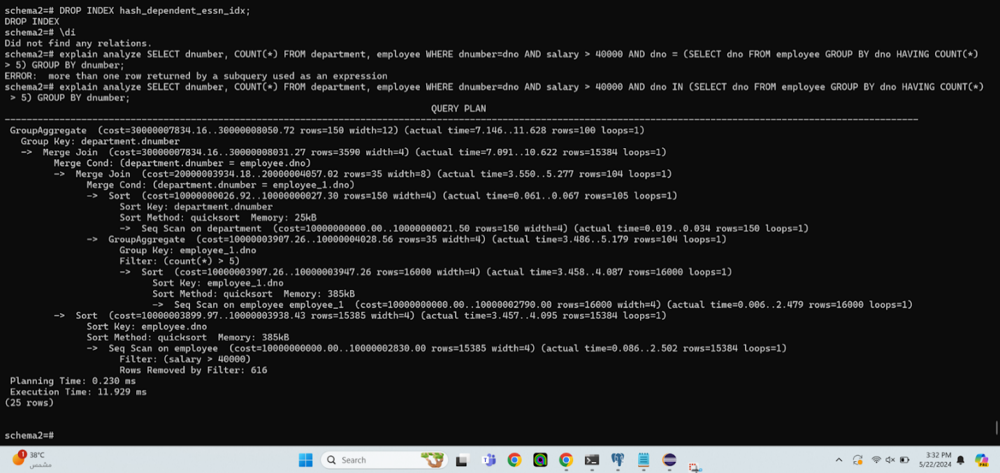 schema2=# DROP INDEX hash_dependent_essn_idx;
DROP INDEX
schema2=# \di
Did not find any relations.
schema2=# explain analyze SELECT dnumber, COUNT(*) FROM department, employee WHERE dnumber=dno AND salary > 40000 AND dno = (SELECT dno FROM employee GROUP BY dno HAVING COUNT(*)
> 5) GROUP BY dnumber;
ERROR:  more than one row returned by a subquery used as an expression
schema2=# explain analyze SELECT dnumber, COUNT(*) FROM department, employee WHERE dnumber=dno AND salary > 40000 AND dno IN (SELECT dno FROM employee GROUP BY dno HAVING COUNT(*)
 > 5) GROUP BY dnumber;
QUERY PLAN
--------------------------------------------------------------------------------
GroupAggregate  (cost=30000007834.16..30000008050.72 rows=150 width=12) (actual time=7.146..11.628 rows=100 loops=1)
  Group Key: department.dnumber
  ->  Merge Join  (cost=30000007834.16..30000008031.27 rows=3590 width=4) (actual time=7.091..10.622 rows=15384 loops=1)
        Merge Cond: (department.dnumber = employee.dno)
        ->  Merge Join  (cost=20000003934.18..20000004057.02 rows=35 width=8) (actual time=3.550..5.277 rows=104 loops=1)
              Merge Cond: (department.dnumber = employee_1.dno)
              ->  Sort  (cost=10000000026.92..10000000027.30 rows=150 width=4) (actual time=0.061..0.067 rows=105 loops=1)
                    Sort Key: department.dnumber
                    Sort Method: quicksort  Memory: 25kB
                    ->  Seq Scan on department  (cost=10000000000.00..10000000021.50 rows=150 width=4) (actual time=0.019..0.034 rows=150 loops=1)
              ->  GroupAggregate  (cost=10000003907.26..10000004028.56 rows=35 width=4) (actual time=3.486..5.179 rows=104 loops=1)
                    Group Key: employee_1.dno
                    Filter: (count(*) > 5)
                    ->  Sort  (cost=10000003907.26..10000003947.26 rows=16000 width=4) (actual time=3.458..4.087 rows=16000 loops=1)
                          Sort Key: employee_1.dno
                          Sort Method: quicksort  Memory: 385kB
                          ->  Seq Scan on employee employee_1  (cost=10000000000.00..10000002790.00 rows=16000 width=4) (actual time=0.006..2.479 rows=16000 loops=1)
        ->  Sort  (cost=10000003899.97..10000003938.43 rows=15385 width=4) (actual time=3.457..4.095 rows=15384 loops=1)
              Sort Key: employee.dno
              Sort Method: quicksort  Memory: 385kB
              ->  Seq Scan on employee  (cost=10000000000.00..10000002830.00 rows=15385 width=4) (actual time=0.086..2.502 rows=15384 loops=1)
                    Filter: (salary > 40000)
                    Rows Removed by Filter: 616
Planning Time: 0.230 ms
Execution Time: 11.929 ms
(25 rows)
schema2=#
1
38°C
مشمس
Search
3:32 PM
5/22/2024
PRE